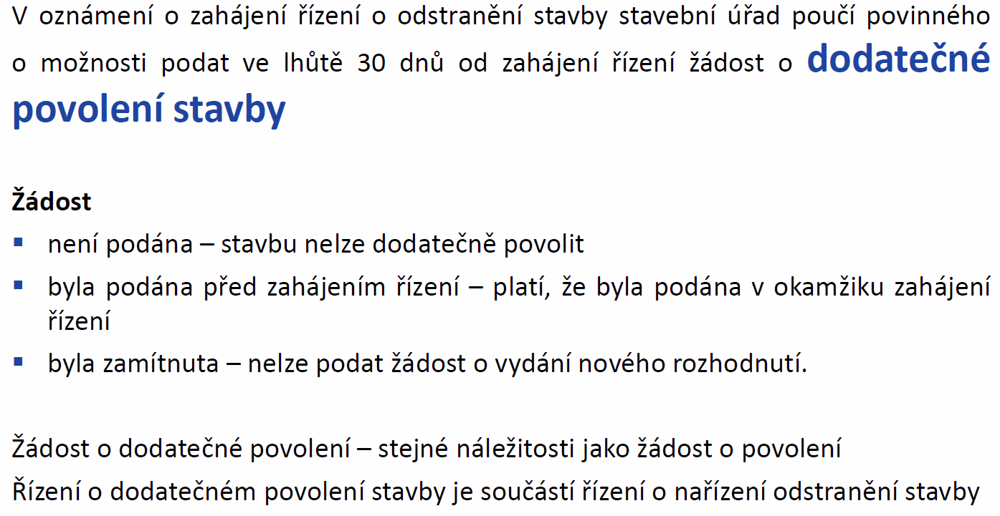 V oznámení o zahájení řízení o odstranění stavby stavební úřad poučí povinného
o možnosti podat ve lhůtě 30 dnů od zahájení řízení žádost o dodatečné
povolení stavby
Žádost
▪ není podána – stavbu nelze dodatečně povolit
▪ byla podána před zahájením řízení – platí, že byla podána v okamžiku zahájení
řízení
▪ byla zamítnuta – nelze podat žádost o vydání nového rozhodnutí.
Žádost o dodatečné povolení – stejné náležitosti jako žádost o povolení
Řízení o dodatečném povolení stavby je součástí řízení o nařízení odstranění stavby